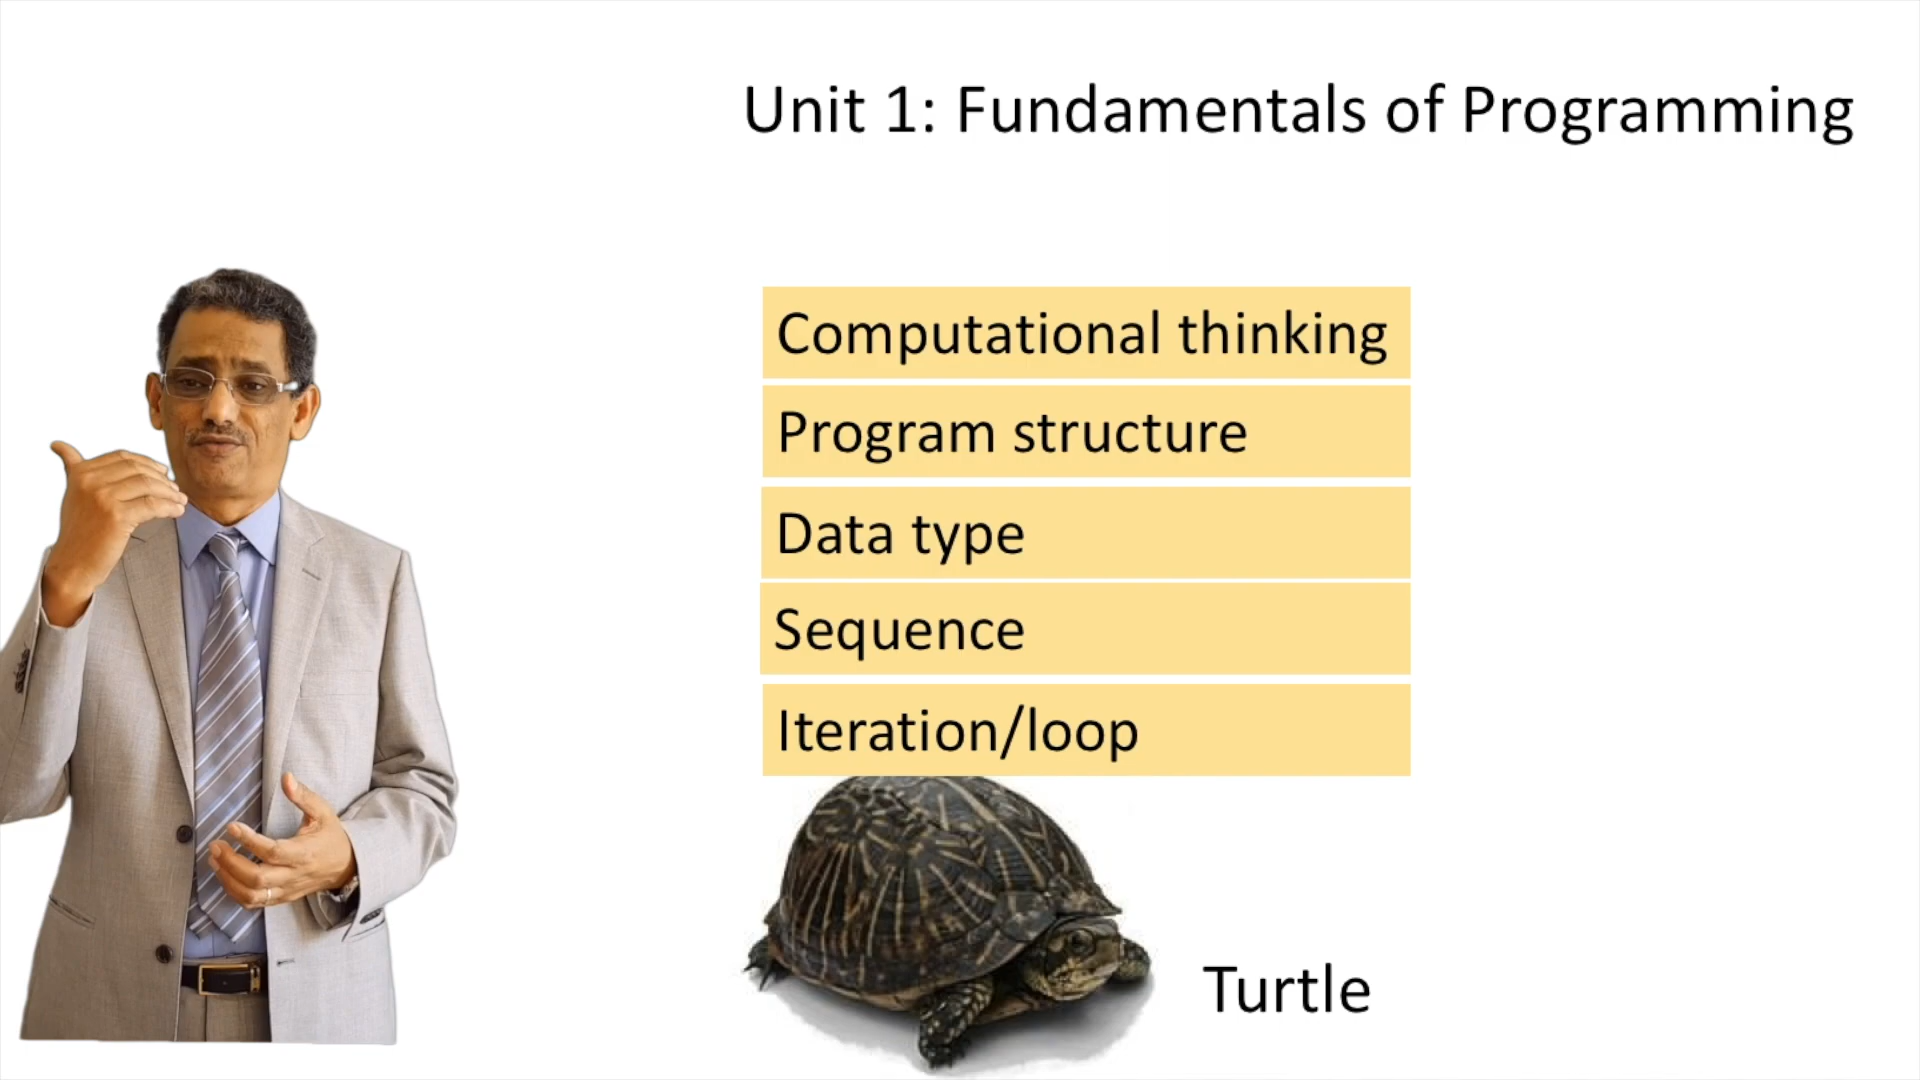 Unit 1: Fundamentals of Programming
Computational thinking
Program structure
Data type
Sequence
Iteration/loop
Turtle